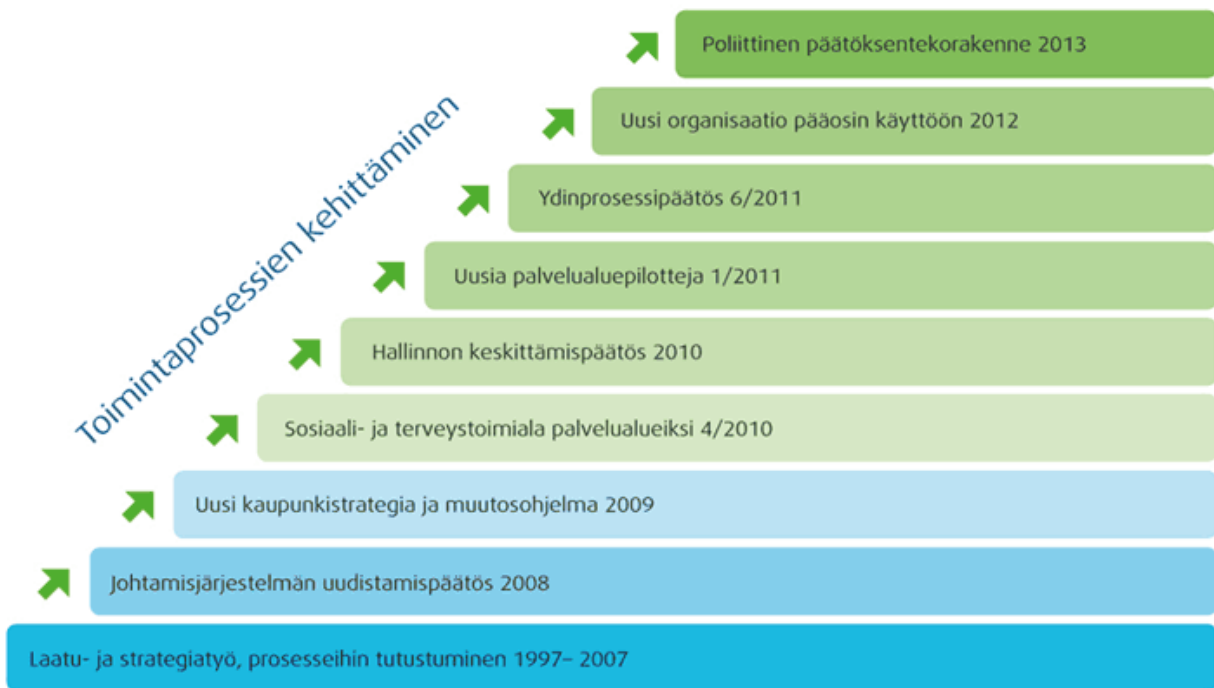 Poliittinen päätöksentekorakenne 2013
Uusi organisaatio pääosin käyttöön 2012
Ydinprosessipäätös 6/2011
Uusia palvelualuepilotteja 1/2011
Hallinnon keskittämispäätös 2010
Sosiaali- ja terveystoimiala palvelualueiksi 4/2010
Uusi kaupunkistrategia ja muutosohjelma 2009
Johtamisjärjestelmän uudistamispäätös 2008
Laatu- ja strategiatyö, prosesseihin tutustuminen 1997– 2007
Toimintaprosessien kehittäminen